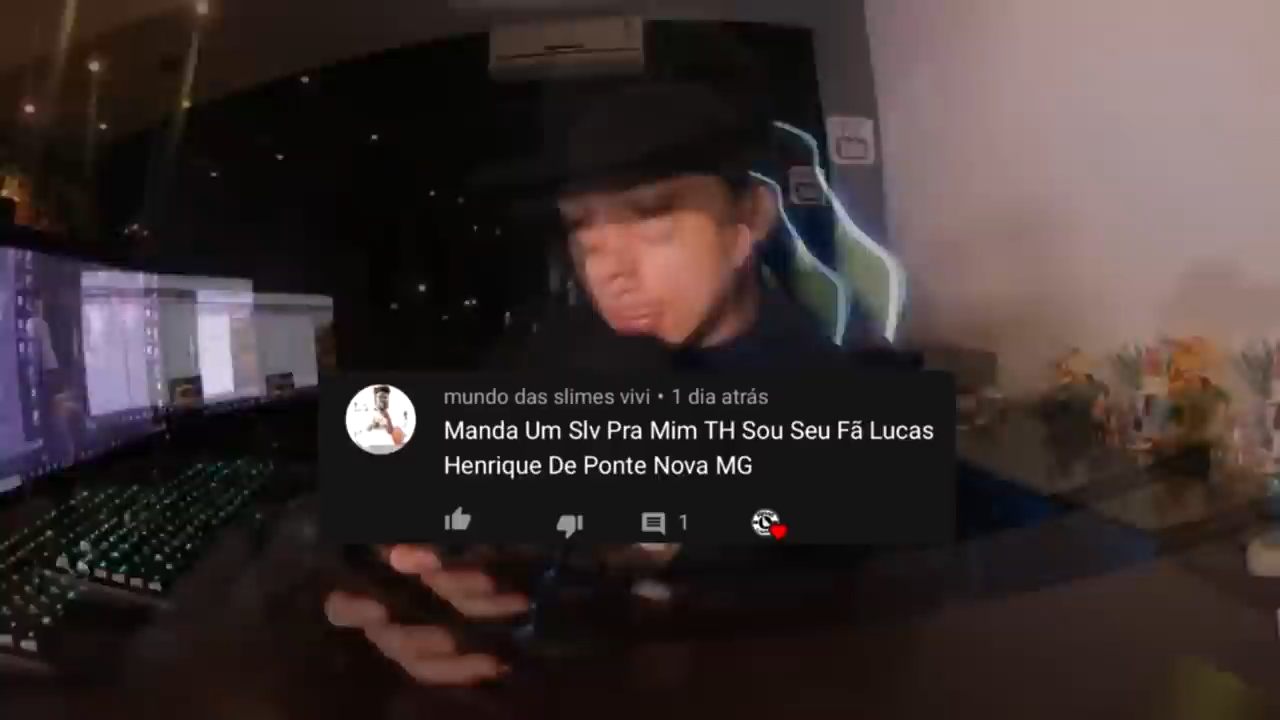 mundo das slimes vivi • 1 dia atrás
Manda Um Slv Pra Mim TH Sou Seu Fã Lucas
Henrique De Ponte Nova MG
1